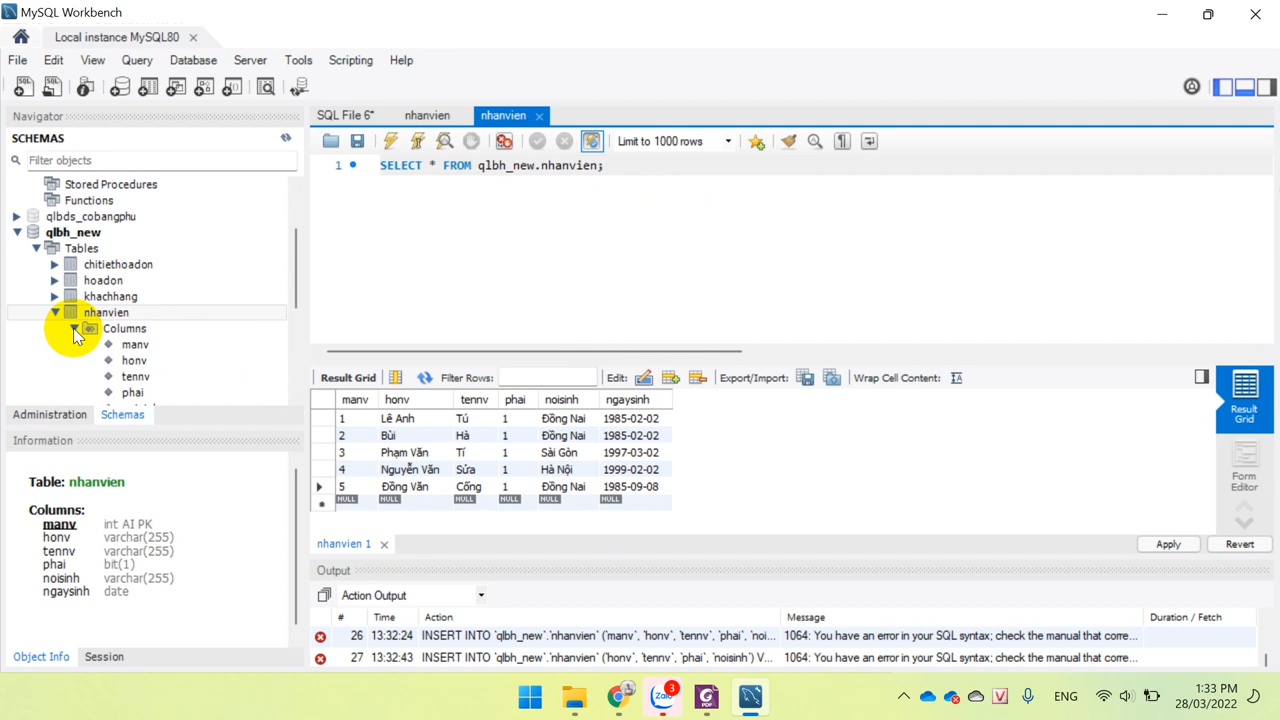 MySQL Workbench
Local instance MySQL80
File Edit View Query Database Server Tools Scripting Help
Navigator
SCHEMAS
Filter objects
Stored Procedures
Functions
qlbds_cobangphu
qlbh_new
Tables
chitiethoadon
hoadon
khachhang
nhanvien
Columns
manv
honv
tennv
phai
Administration Schemas
Information
Table: nhanvien
Columns:
manv int AI PK
honv varchar(255)
tennv varchar(255)
phai bit(1)
noisinh varchar(255)
ngaysinh date
Object Info Session
SQL File 6* nhanvien nhanvien
Limit to 1000 rows
1 SELECT * FROM qlbh_new.nhanvien;
Result Grid Filter Rows: Edit: Export/Import: Wrap Cell Content:
manv honv tennv phai noisinh ngaysinh
1 Lê Anh Tú 1 Đồng Nai 1985-02-02
2 Bùi Hà 1 Đồng Nai 1985-02-02
3 Phạm Văn Tí 1 Sài Gòn 1997-03-02
4 Nguyễn Văn Sửa 1 Hà Nội 1999-02-02
5 Đồng Văn Cống 1 Đồng Nai 1985-09-08
NULL NULL NULL NULL NULL NULL
Result Grid
Form Editor
nhanvien 1 Apply Revert
Output
Action Output
# Time Action Message Duration / Fetch
26 13:32:24 INSERT INTO `qlbh_new`.`nhanvien` (`manv`, `honv`, `tennv`, `phai`, `noi... 1064: You have an error in your SQL syntax; check the manual that corre...
27 13:32:43 INSERT INTO `qlbh_new`.`nhanvien` (`honv`, `tennv`, `phai`, `noisinh`) V... 1064: You have an error in your SQL syntax; check the manual that corre...
Zalo 3
PDF
ENG
1:33 PM
28/03/2022